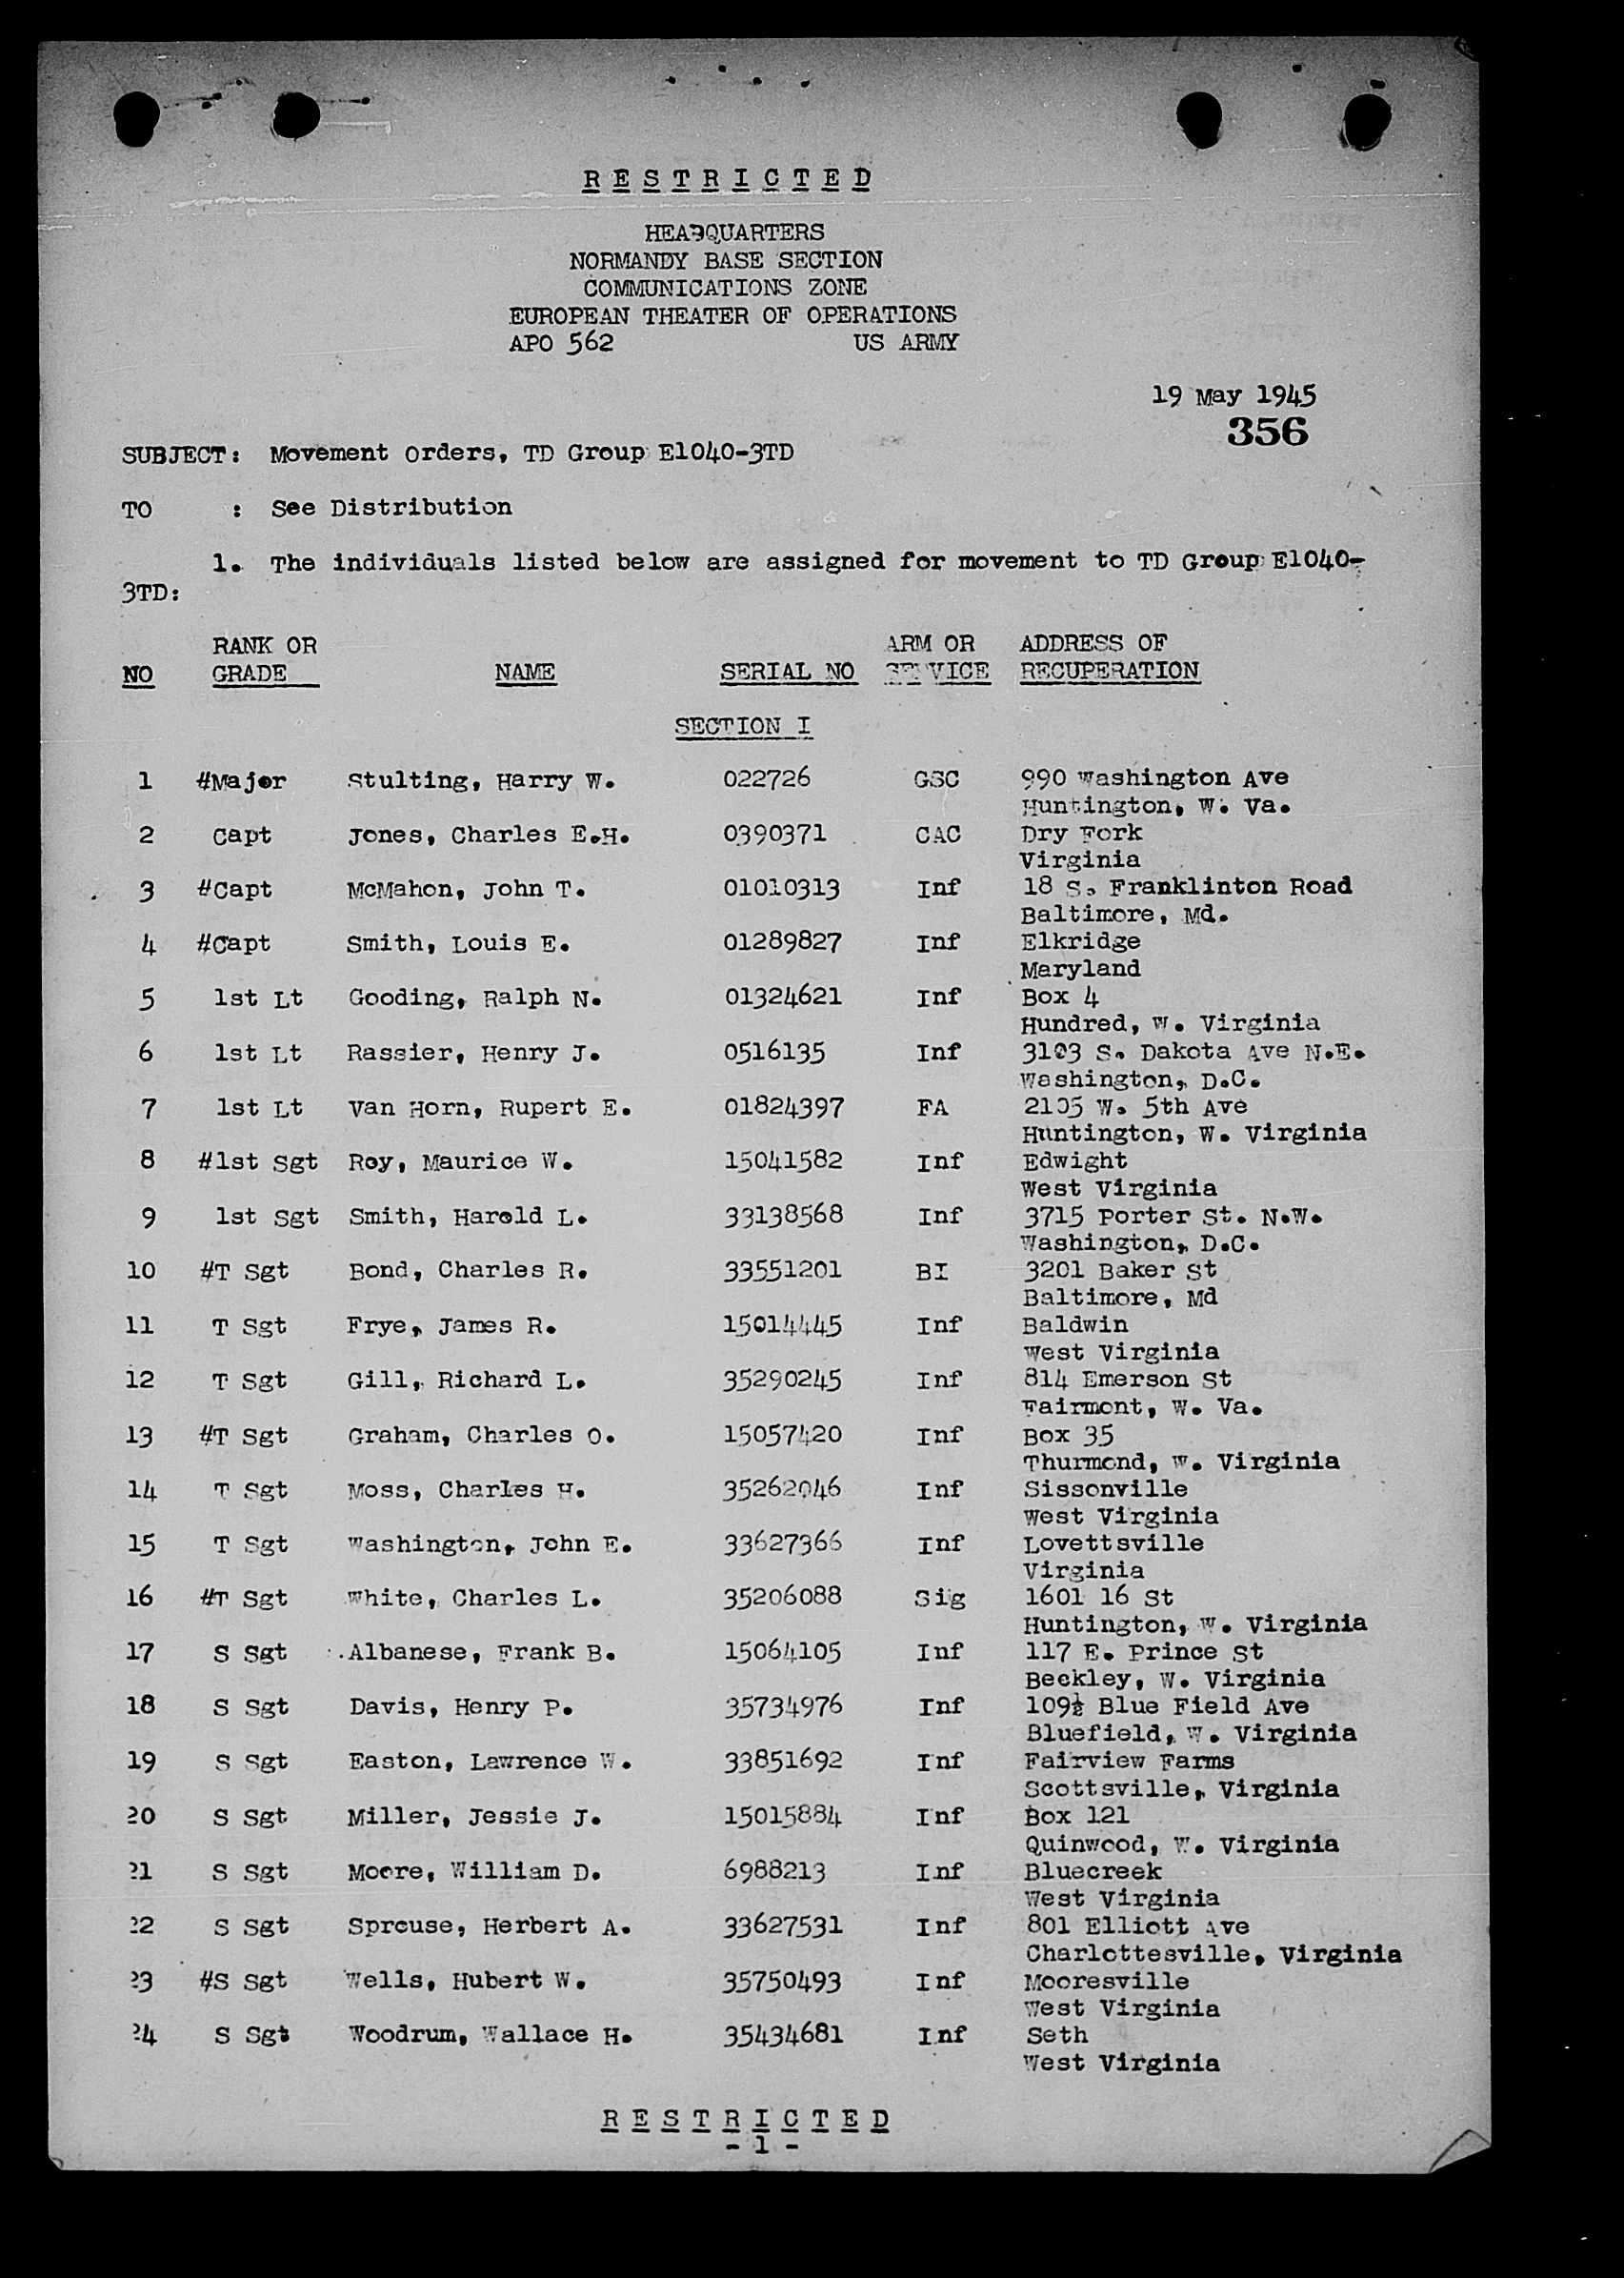 RESTRICTED
HEADQUARTERS
NORMANDY BASE SECTION
COMMUNICATIONS ZONE
EUROPEAN THEATER OF OPERATIONS
APO 562 US ARMY
19 May 1945
356
SUBJECT: Movement Orders, TD Group E1040-3TD
TO : See Distribution
1. The individuals listed below are assigned for movement to TD Group E1040-
3TD:
RANK OR ARM OR ADDRESS OF
NO GRADE NAME SERIAL NO SERVICE RECUPERATION
SECTION I
1 #Major Stulting, Harry W. 022726 GSC 990 Washington Ave
Huntington, W. Va.
2 Capt Jones, Charles E.H. 0390371 CAC Dry Fork
Virginia
3 #Capt McMahon, John T. 01010313 Inf 18 S. Franklinton Road
Baltimore, Md.
4 #Capt Smith, Louis E. 01289827 Inf Elkridge
Maryland
5 1st Lt Gooding, Ralph N. 01324621 Inf Box 4
Hundred, W. Virginia
6 1st Lt Rassier, Henry J. 0516135 Inf 3103 S. Dakota Ave N.E.
Washington, D.C.
7 1st Lt Van Horn, Rupert E. 01824397 FA 2105 W. 5th Ave
Huntington, W. Virginia
8 #1st Sgt Roy, Maurice W. 15041582 Inf Edwight
West Virginia
9 1st Sgt Smith, Harold L. 33138568 Inf 3715 Porter St. N.W.
Washington, D.C.
10 #T Sgt Bond, Charles R. 33551201 BI 3201 Baker St
Baltimore, Md
11 T Sgt Frye, James R. 15014445 Inf Baldwin
West Virginia
12 T Sgt Gill, Richard L. 35290245 Inf 814 Emerson St
Fairmont, W. Va.
13 #T Sgt Graham, Charles O. 15057420 Inf Box 35
Thurmond, W. Virginia
14 T Sgt Moss, Charles H. 35262046 Inf Sissonville
West Virginia
15 T Sgt Washington, John E. 33627366 Inf Lovettsville
Virginia
16 #T Sgt White, Charles L. 35206088 Sig 1601 16 St
Huntington, W. Virginia
17 S Sgt Albanese, Frank B. 15064105 Inf 117 E. Prince St
Beckley, W. Virginia
18 S Sgt Davis, Henry P. 35734976 Inf 109½ Blue Field Ave
Bluefield, W. Virginia
19 S Sgt Easton, Lawrence W. 33851692 Inf Fairview Farms
Scottsville, Virginia
20 S Sgt Miller, Jessie J. 15015884 Inf Box 121
Quinwood, W. Virginia
21 S Sgt Moore, William D. 6988213 Inf Bluecreek
West Virginia
22 S Sgt Sprouse, Herbert A. 33627531 Inf 801 Elliott Ave
Charlottesville, Virginia
23 #S Sgt Wells, Hubert W. 35750493 Inf Mooresville
West Virginia
24 S Sgt Woodrum, Wallace H. 35434681 Inf Seth
West Virginia
RESTRICTED
- 1 -